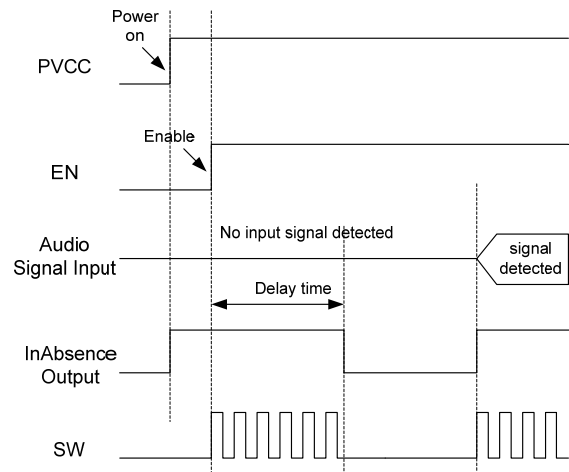 Power
on
PVCC
Enable
EN
No input signal detected
Audio
Signal Input
signal
detected
Delay time
InAbsence
Output
SW